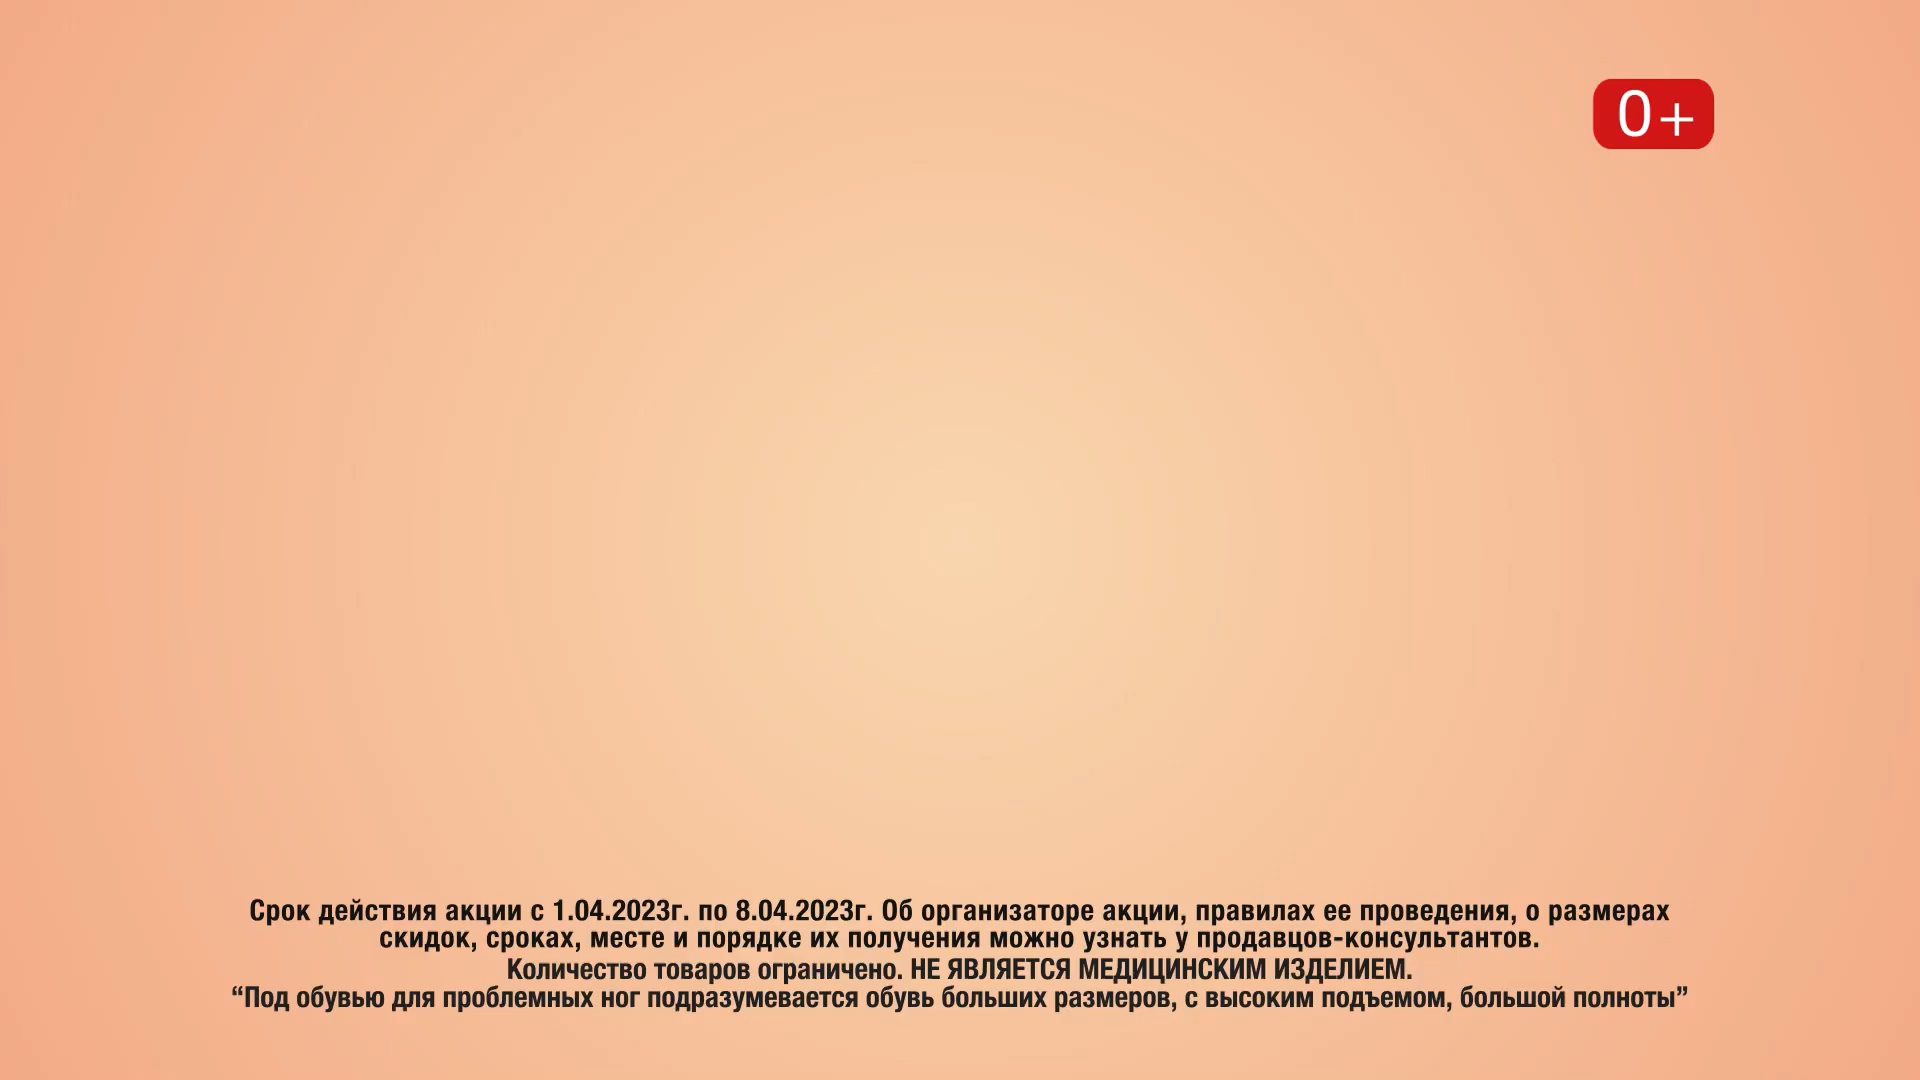 0+
Срок действия акции с 1.04.2023г. по 8.04.2023г. Об организаторе акции, правилах ее проведения, о размерах
скидок, сроках, месте и порядке их получения можно узнать у продавцов-консультантов.
Количество товаров ограничено. НЕ ЯВЛЯЕТСЯ МЕДИЦИНСКИМ ИЗДЕЛИЕМ.
“Под обувью для проблемных ног подразумевается обувь больших размеров, с высоким подъемом, большой полноты”